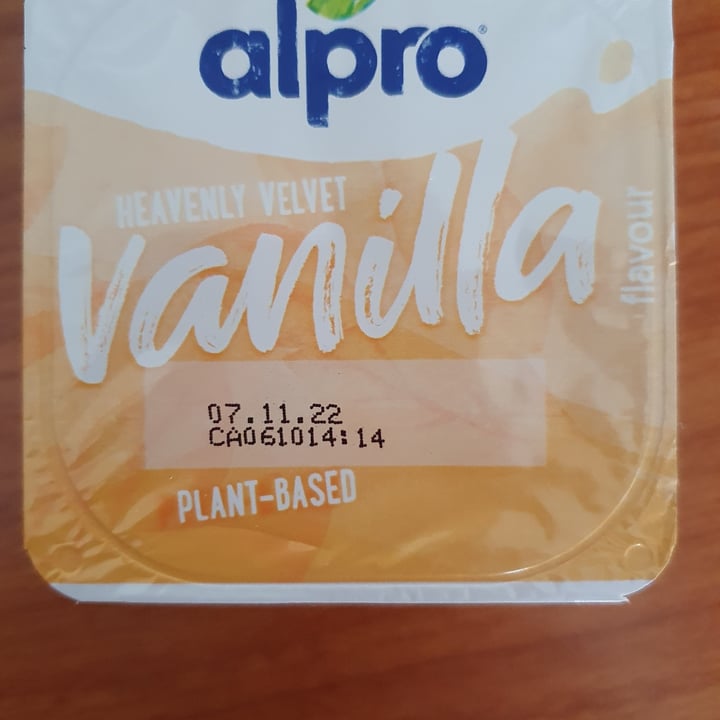 alpro®
HEAVENLY VELVET
vanilla
flavour
07.11.22
CA061014:14
PLANT-BASED